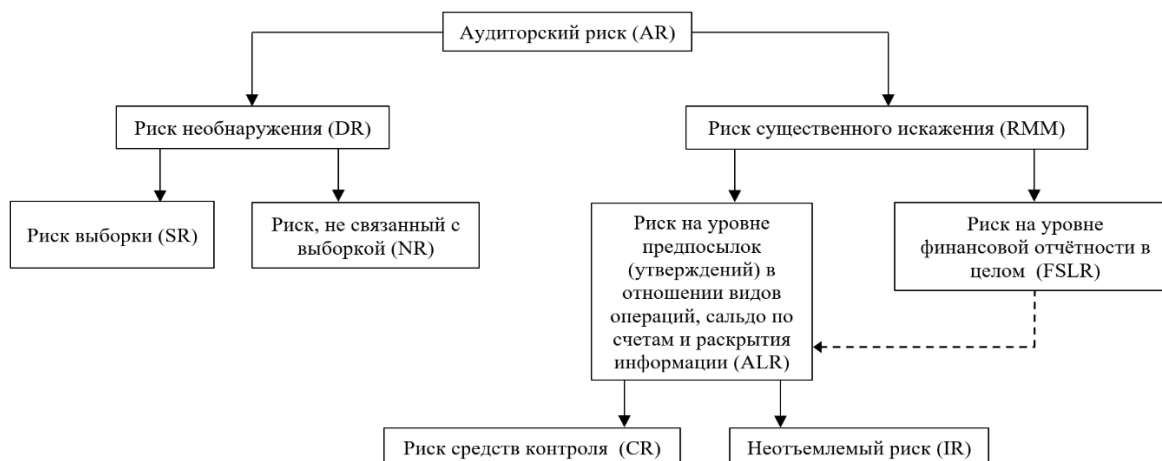 Аудиторский риск (AR)
Риск необнаружения (DR)
Риск существенного искажения (RMM)
Риск выборки (SR)
Риск, не связанный с
выборкой (NR)
Риск на уровне
предпосылок
(утверждений) в
отношении видов
операций, сальдо по
счетам и раскрытия
информации (ALR)
Риск на уровне
финансовой отчётности в
целом  (FSLR)
Риск средств контроля  (CR)
Неотъемлемый риск (IR)